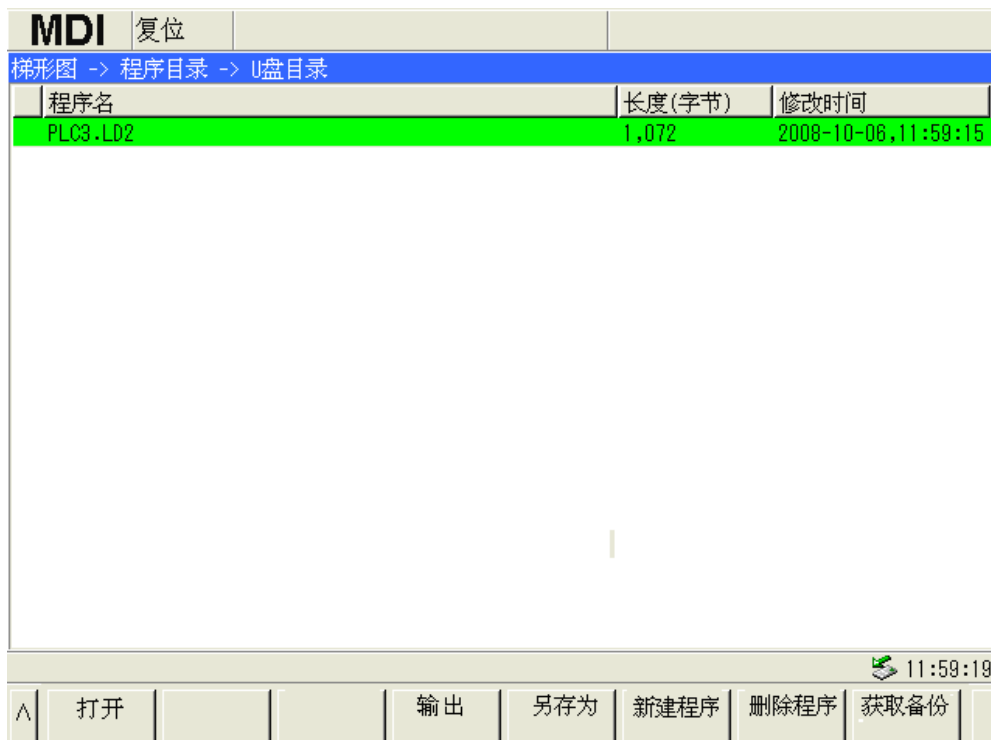 MDI 复位
梯形图 -> 程序目录 -> U盘目录
程序名 长度(字节) 修改时间
PLC3.LD2 1,072 2008-10-06,11:59:15
11:59:19
∧ 打开 输出 另存为 新建程序 删除程序 获取备份